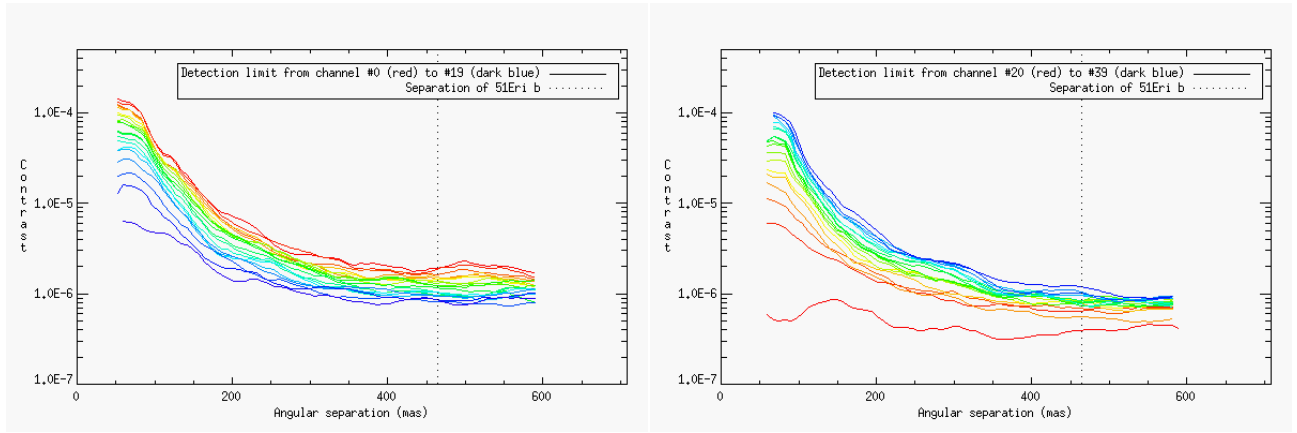 Detection limit from channel #0 (red) to #19 (dark blue)
Separation of 51Eri b
1.0E-4
1.0E-5
1.0E-6
1.0E-7
Contrast
0
200
400
600
Angular separation (mas)
Detection limit from channel #20 (red) to #39 (dark blue)
Separation of 51Eri b
1.0E-4
1.0E-5
1.0E-6
1.0E-7
Contrast
0
200
400
600
Angular separation (mas)